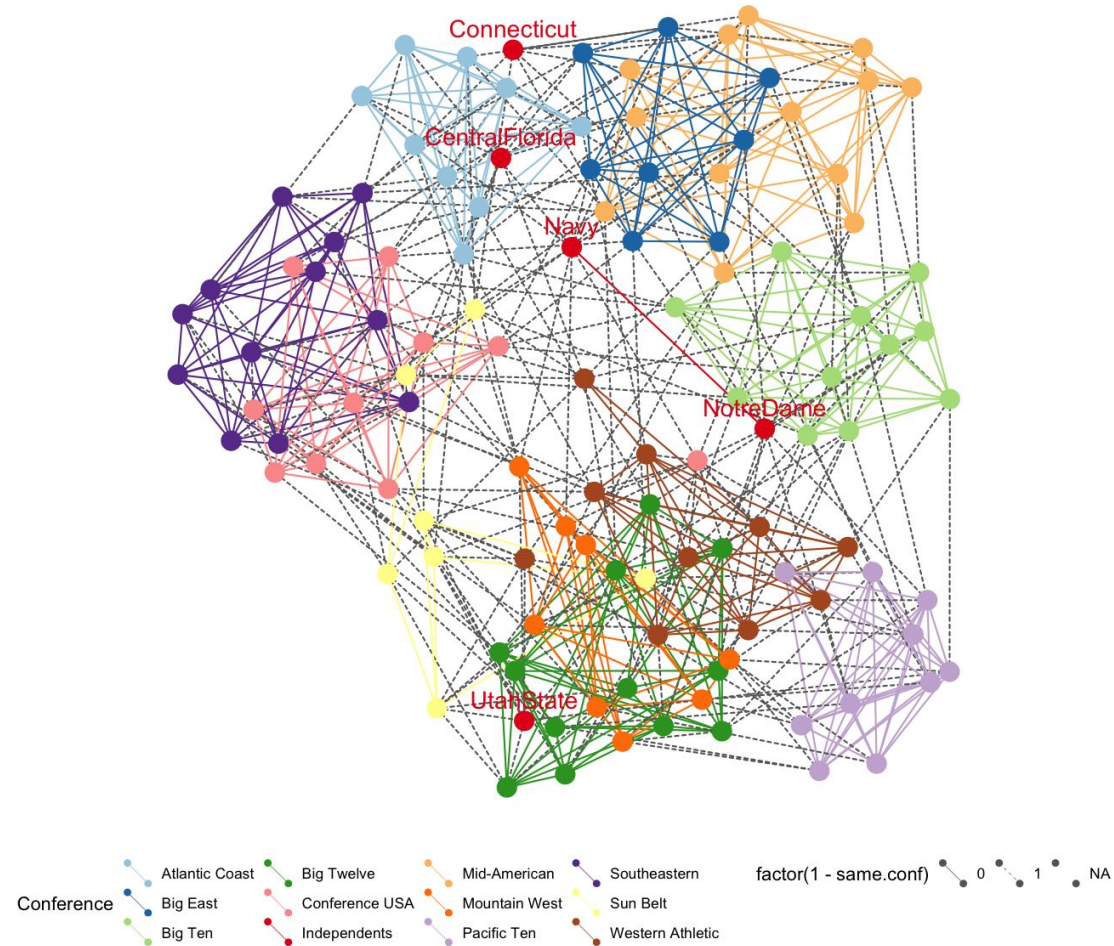 Connecticut
CentralFlorida
Navy
NotreDame
UtahState
Conference
Atlantic Coast
Big East
Big Ten
Big Twelve
Conference USA
Independents
Mid-American
Mountain West
Pacific Ten
Southeastern
Sun Belt
Western Athletic
factor(1 - same.conf)
0
1
NA